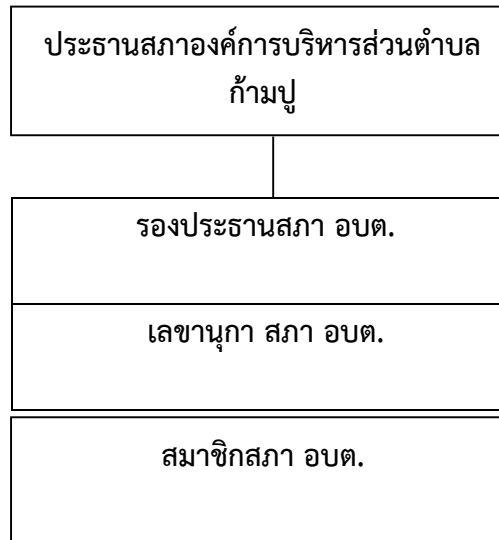 ประธานสภาองค์การบริหารส่วนตำบล
ก้ามปู
รองประธานสภา อบต.
เลขานุกา สภา อบต.
สมาชิกสภา อบต.